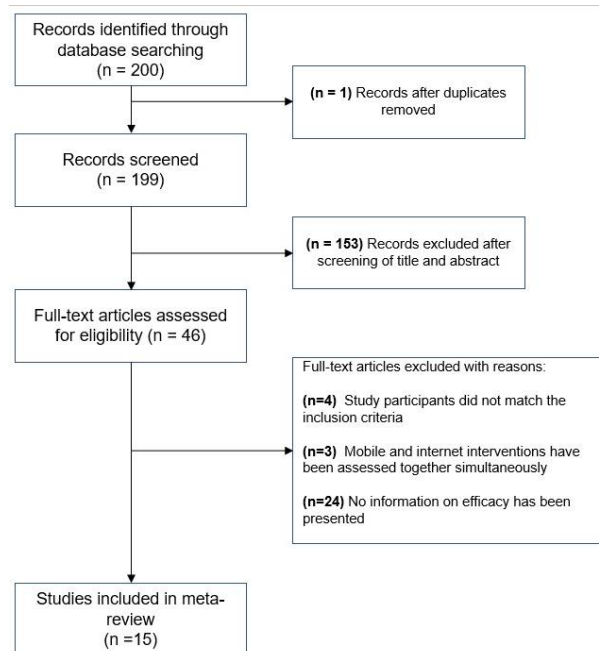 Records identified through
database searching
(n = 200)
(n = 1) Records after duplicates
removed
Records screened
(n = 199)
(n = 153) Records excluded after
screening of title and abstract
Full-text articles assessed
for eligibility (n = 46)
Full-text articles excluded with reasons:
(n=4) Study participants did not match the
inclusion criteria
(n=3) Mobile and internet interventions have
been assessed together simultaneously
(n=24) No information on efficacy has been
presented
Studies included in meta-
review
(n =15)